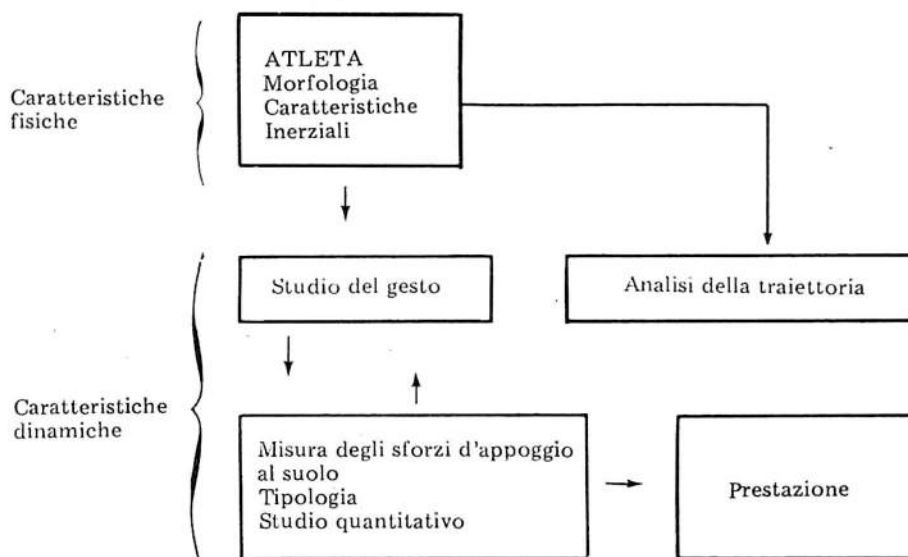 Caratteristiche
fisiche
ATLETA
Morfologia
Caratteristiche
Inerziali
Studio del gesto
Analisi della traiettoria
Caratteristiche
dinamiche
Misura degli sforzi d'appoggio
al suolo
Tipologia
Studio quantitativo
Prestazione